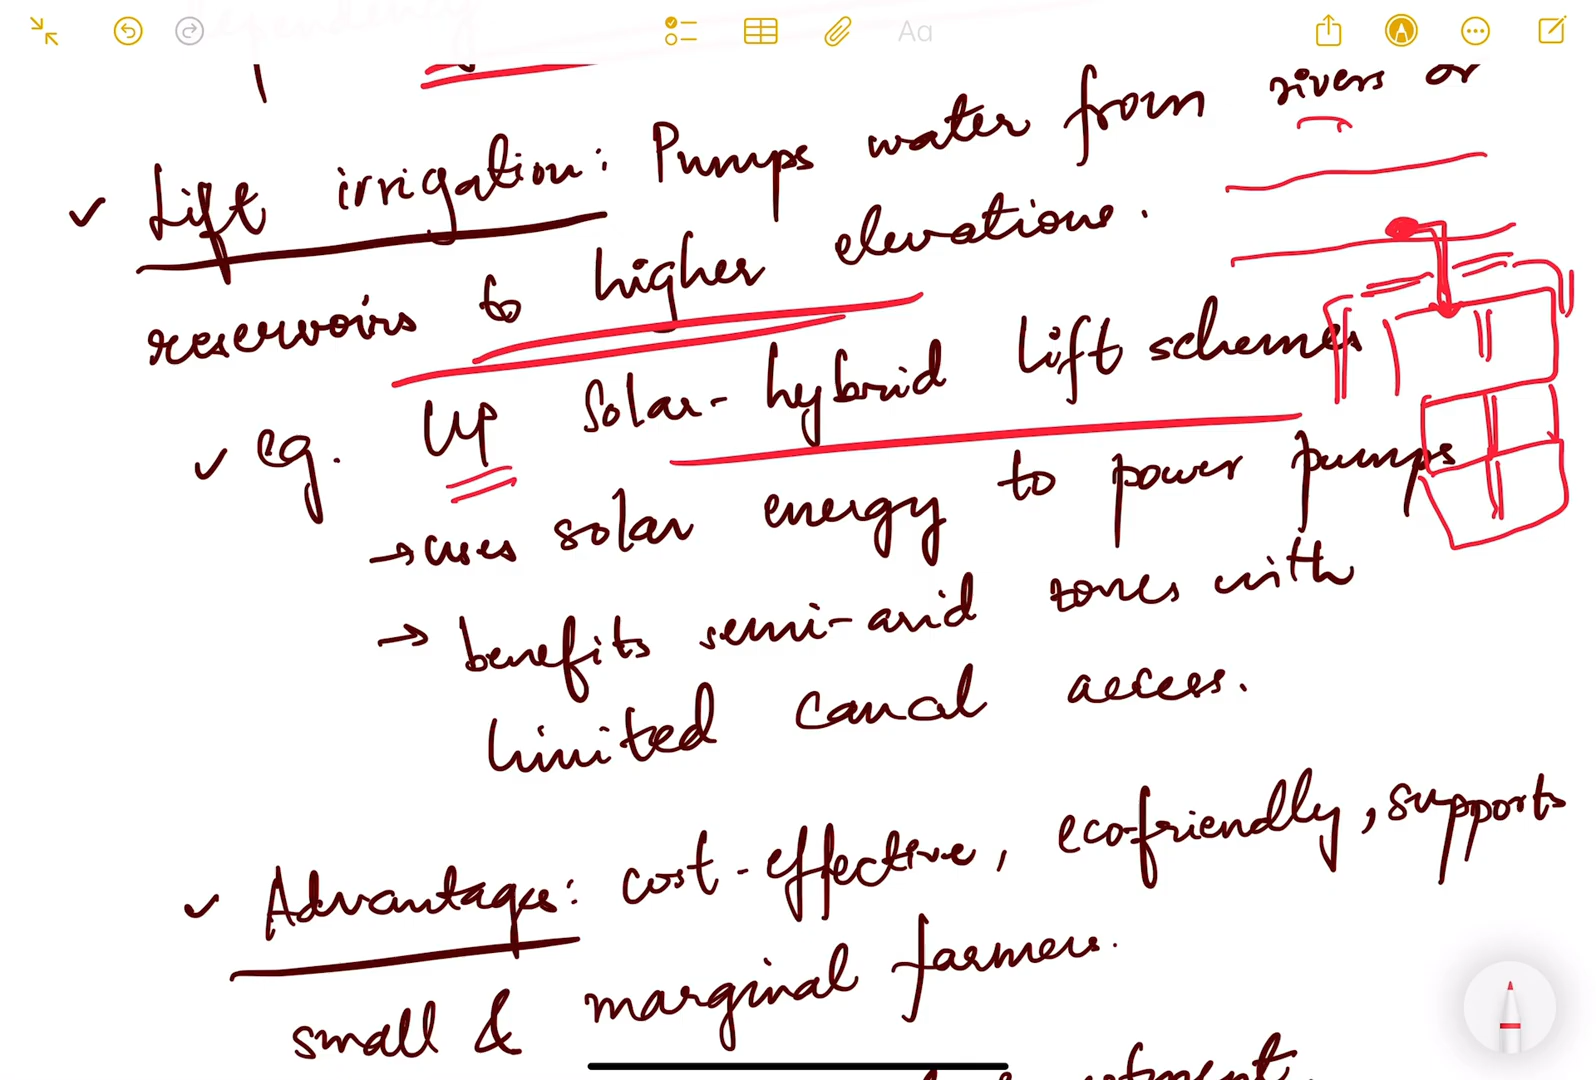 dependency
Aa
✓ Lift irrigation: Pumps water from rivers or
reservoirs to higher elevations.
✓ eg. UP Solar-hybrid lift schemes
→ uses solar energy to power pumps
→ benefits semi-arid zones with
limited canal access.
✓ Advantages: cost-effective, ecofriendly, supports
small & marginal farmers.